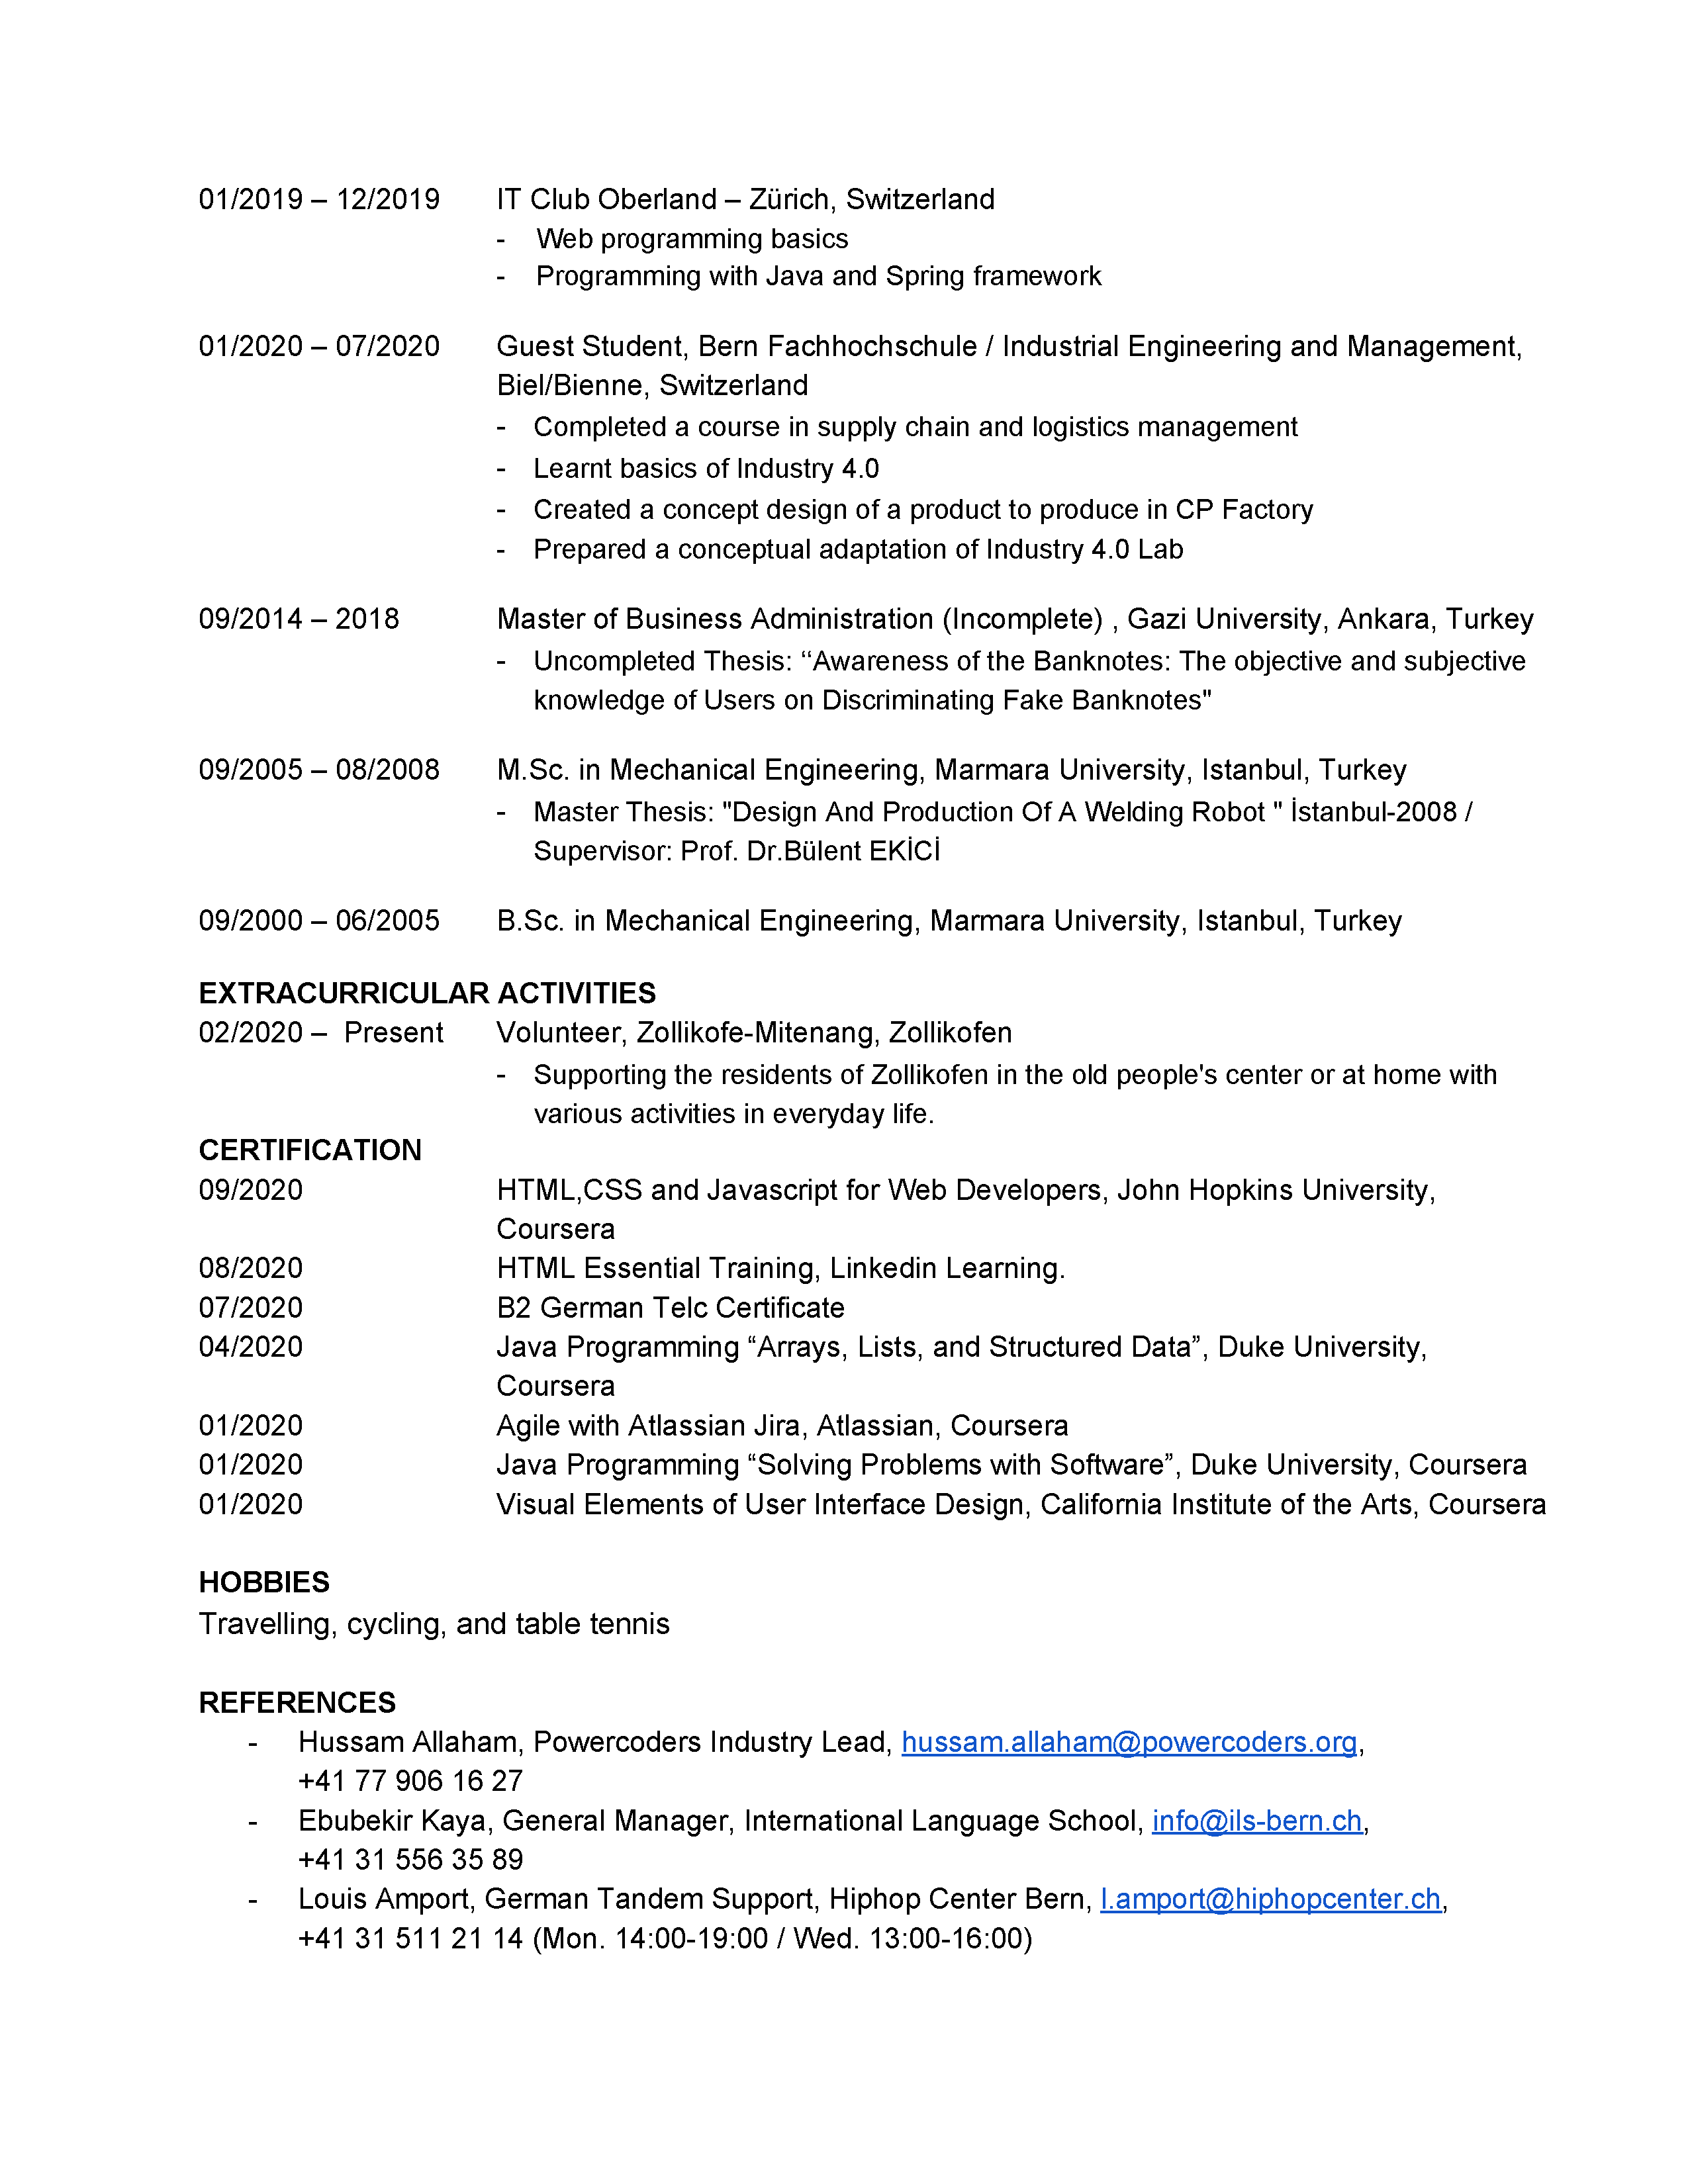 01/2019 – 12/2019 IT Club Oberland – Zürich, Switzerland
- Web programming basics
- Programming with Java and Spring framework
01/2020 – 07/2020 Guest Student, Bern Fachhochschule / Industrial Engineering and Management,
Biel/Bienne, Switzerland
- Completed a course in supply chain and logistics management
- Learnt basics of Industry 4.0
- Created a concept design of a product to produce in CP Factory
- Prepared a conceptual adaptation of Industry 4.0 Lab
09/2014 – 2018 Master of Business Administration (Incomplete) , Gazi University, Ankara, Turkey
- Uncompleted Thesis: ‘‘Awareness of the Banknotes: The objective and subjective
knowledge of Users on Discriminating Fake Banknotes"
09/2005 – 08/2008 M.Sc. in Mechanical Engineering, Marmara University, Istanbul, Turkey
- Master Thesis: "Design And Production Of A Welding Robot " İstanbul-2008 /
Supervisor: Prof. Dr.Bülent EKİCİ
09/2000 – 06/2005 B.Sc. in Mechanical Engineering, Marmara University, Istanbul, Turkey
EXTRACURRICULAR ACTIVITIES
02/2020 – Present Volunteer, Zollikofe-Mitenang, Zollikofen
- Supporting the residents of Zollikofen in the old people's center or at home with
various activities in everyday life.
CERTIFICATION
09/2020 HTML,CSS and Javascript for Web Developers, John Hopkins University,
Coursera
08/2020 HTML Essential Training, Linkedin Learning.
07/2020 B2 German Telc Certificate
04/2020 Java Programming “Arrays, Lists, and Structured Data”, Duke University,
Coursera
01/2020 Agile with Atlassian Jira, Atlassian, Coursera
01/2020 Java Programming “Solving Problems with Software”, Duke University, Coursera
01/2020 Visual Elements of User Interface Design, California Institute of the Arts, Coursera
HOBBIES
Travelling, cycling, and table tennis
REFERENCES
- Hussam Allaham, Powercoders Industry Lead, hussam.allaham@powercoders.org,
+41 77 906 16 27
- Ebubekir Kaya, General Manager, International Language School, info@ils-bern.ch,
+41 31 556 35 89
- Louis Amport, German Tandem Support, Hiphop Center Bern, l.amport@hiphopcenter.ch,
+41 31 511 21 14 (Mon. 14:00-19:00 / Wed. 13:00-16:00)